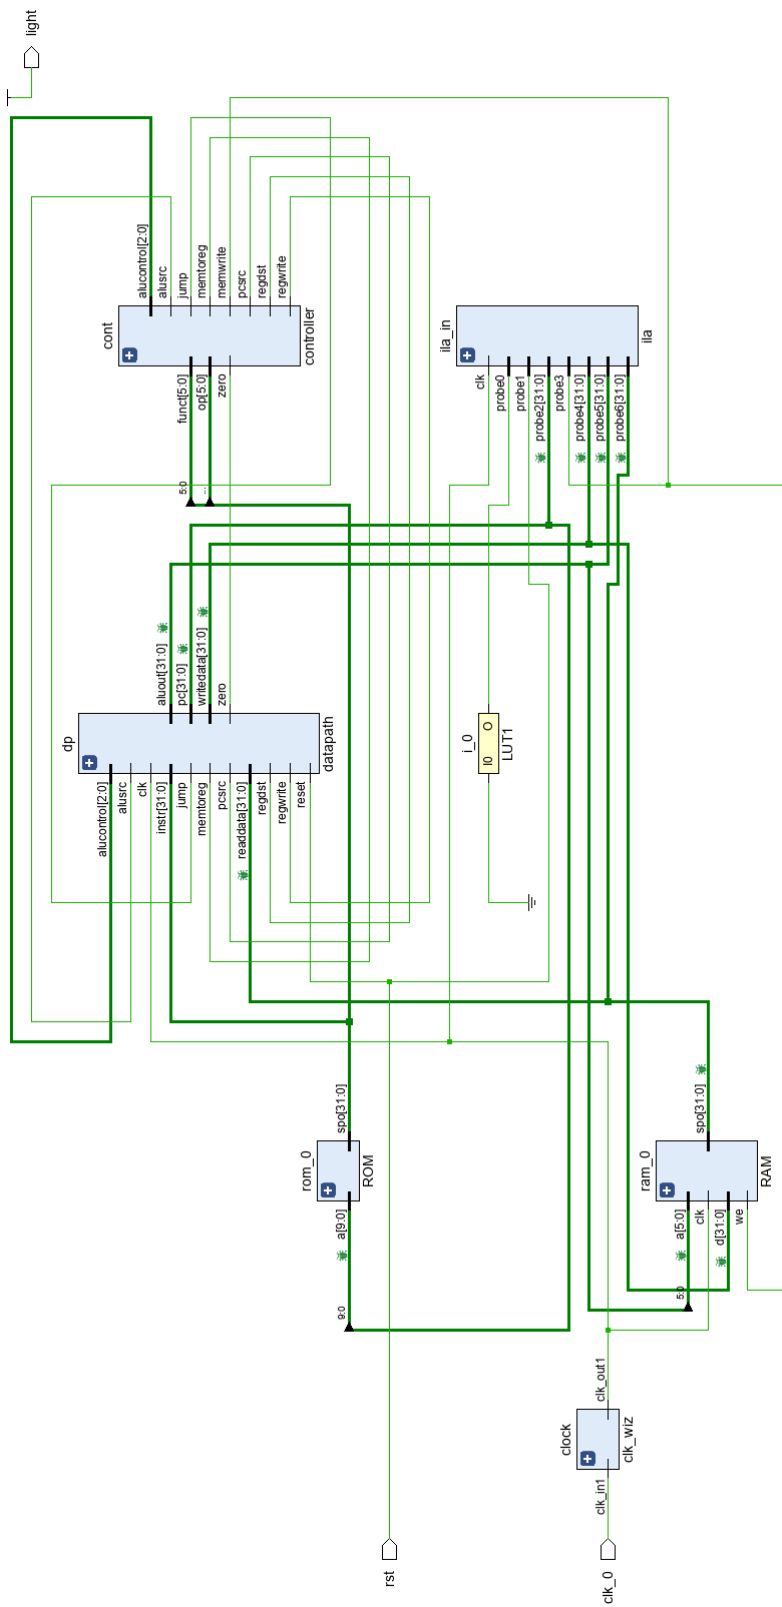 light
cont
alucontrol[2:0]
alusrc
jump
memtoreg
memwrite
pcsrc
regdst
regwrite
funct[5:0]
op[5:0]
zero
controller
5:0
...
ila_in
clk
probe0
probe1
probe2[31:0]
probe3
probe4[31:0]
probe5[31:0]
probe6[31:0]
ila
dp
aluout[31:0]
pc[31:0]
writedata[31:0]
zero
alucontrol[2:0]
alusrc
clk
instr[31:0]
jump
memtoreg
pcsrc
readdata[31:0]
regdst
regwrite
reset
datapath
i_0
I0
O
LUT1
rom_0
spo[31:0]
a[9:0]
ROM
9:0
ram_0
spo[31:0]
a[5:0]
clk
d[31:0]
we
RAM
5:0
clock
clk_out1
clk_in1
clk_wiz
rst
clk_0